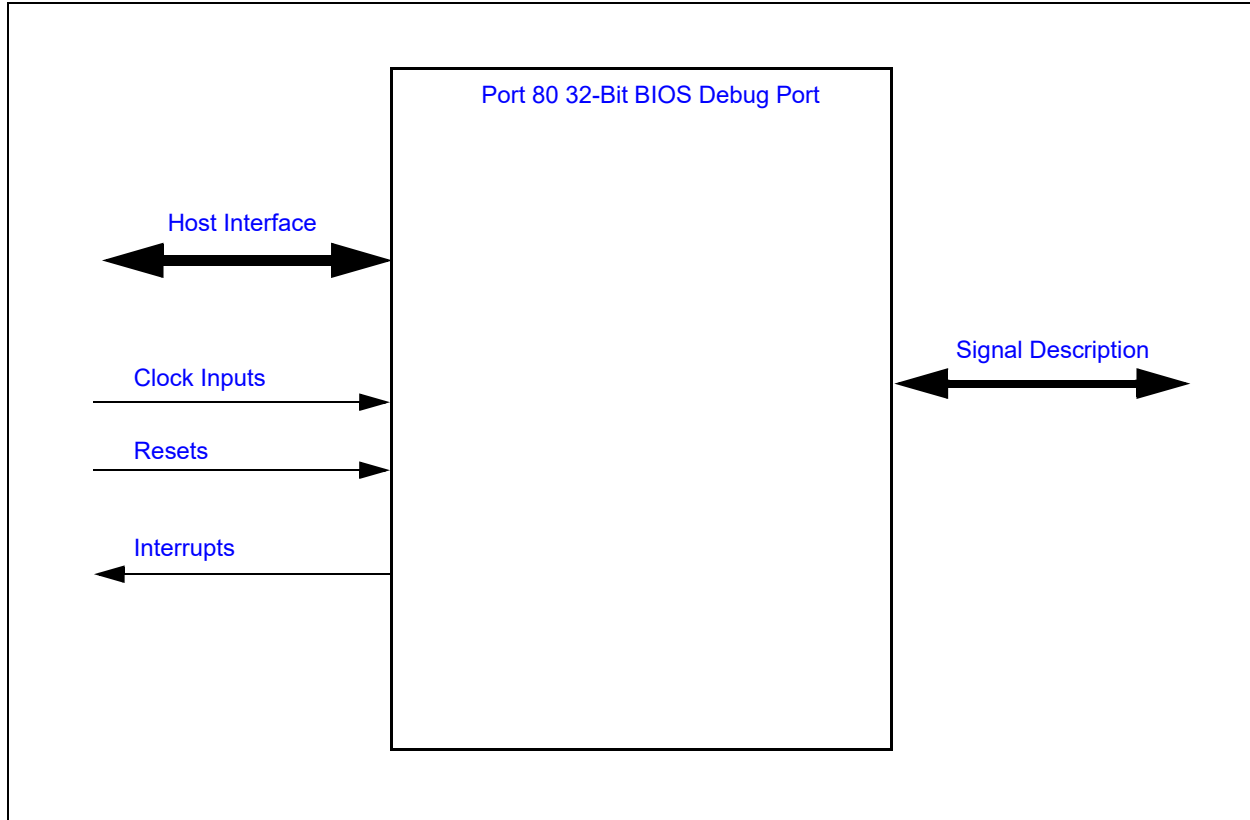 Port 80 32-Bit BIOS Debug Port
Host Interface
Signal Description
Clock Inputs
Resets
Interrupts